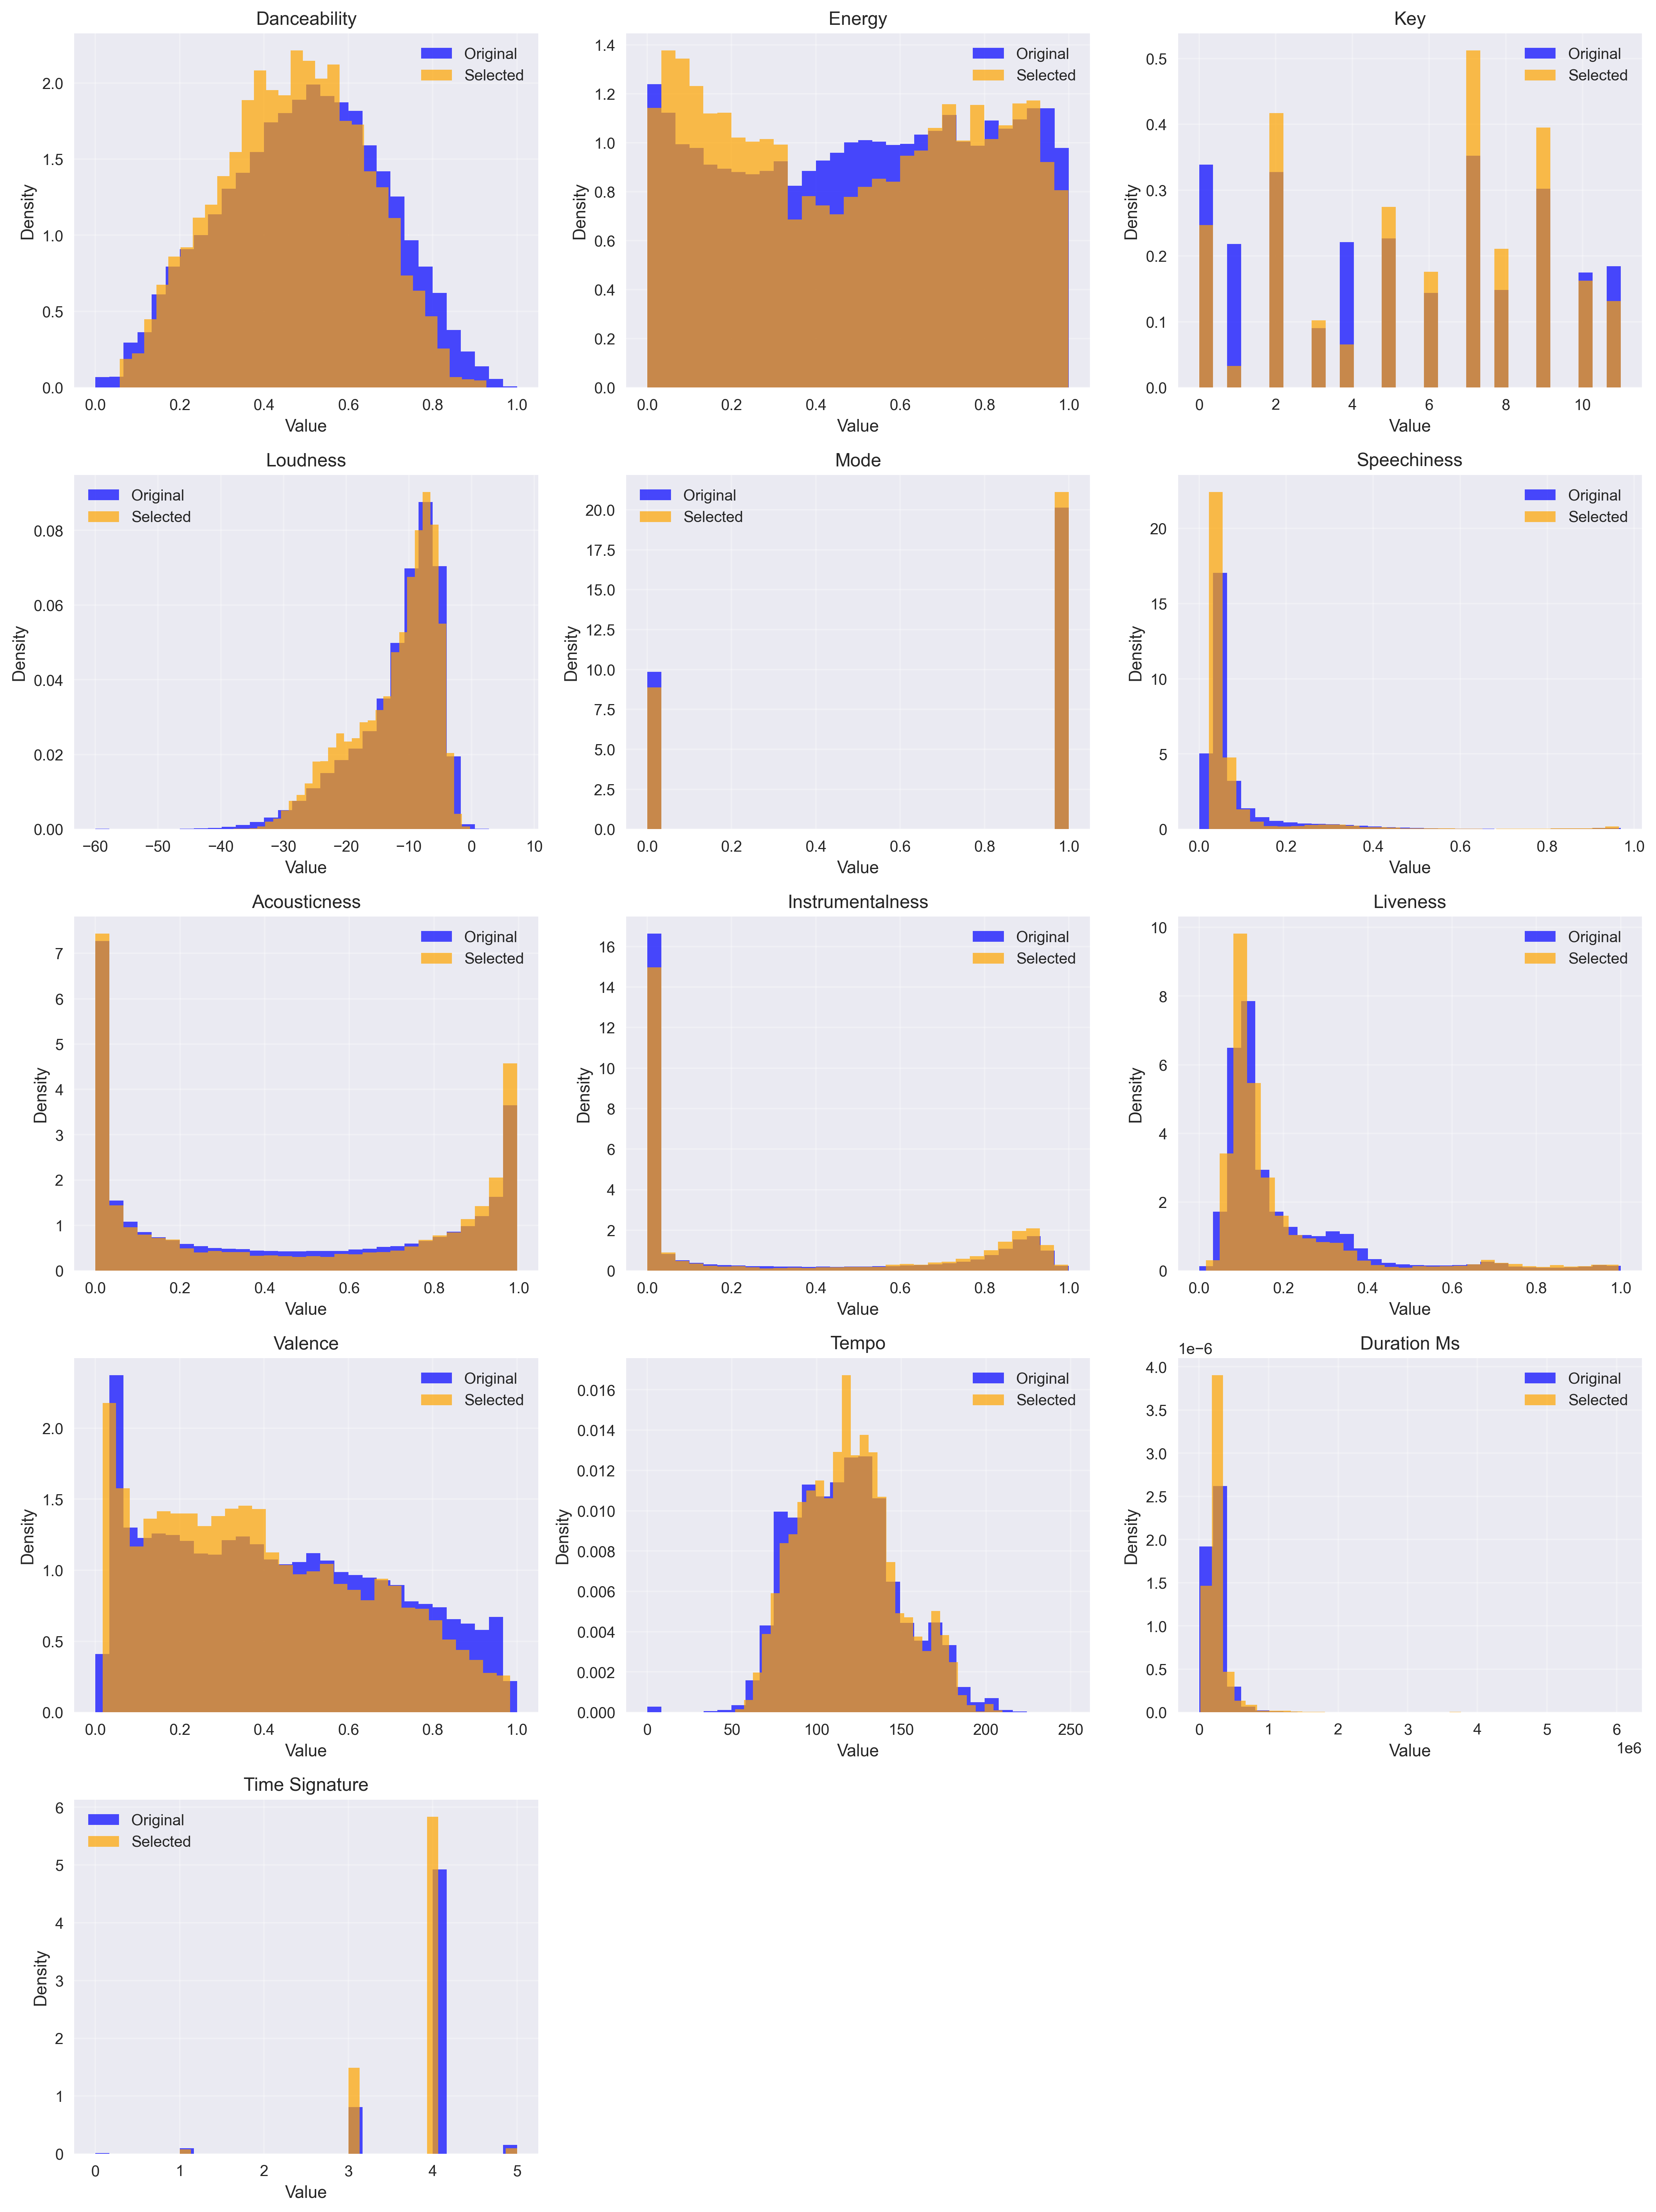 Danceability
Original
Selected
Density
2.0
1.5
1.0
0.5
0.0
0.0 0.2 0.4 0.6 0.8 1.0
Value
Energy
Original
Selected
Density
1.4
1.2
1.0
0.8
0.6
0.4
0.2
0.0
0.0 0.2 0.4 0.6 0.8 1.0
Value
Key
Original
Selected
Density
0.5
0.4
0.3
0.2
0.1
0.0
0 2 4 6 8 10
Value
Loudness
Original
Selected
Density
0.08
0.06
0.04
0.02
0.00
−60 −50 −40 −30 −20 −10 0 10
Value
Mode
Original
Selected
Density
20.0
17.5
15.0
12.5
10.0
7.5
5.0
2.5
0.0
0.0 0.2 0.4 0.6 0.8 1.0
Value
Speechiness
Original
Selected
Density
20
15
10
5
0
0.0 0.2 0.4 0.6 0.8 1.0
Value
Acousticness
Original
Selected
Density
7
6
5
4
3
2
1
0
0.0 0.2 0.4 0.6 0.8 1.0
Value
Instrumentalness
Original
Selected
Density
16
14
12
10
8
6
4
2
0
0.0 0.2 0.4 0.6 0.8 1.0
Value
Liveness
Original
Selected
Density
10
8
6
4
2
0
0.0 0.2 0.4 0.6 0.8 1.0
Value
Valence
Original
Selected
Density
2.0
1.5
1.0
0.5
0.0
0.0 0.2 0.4 0.6 0.8 1.0
Value
Tempo
Original
Selected
Density
0.016
0.014
0.012
0.010
0.008
0.006
0.004
0.002
0.000
0 50 100 150 200 250
Value
Duration Ms
1e−6
Original
Selected
Density
4.0
3.5
3.0
2.5
2.0
1.5
1.0
0.5
0.0
0 1 2 3 4 5 6
1e6
Value
Time Signature
Original
Selected
Density
6
5
4
3
2
1
0
0 1 2 3 4 5
Value